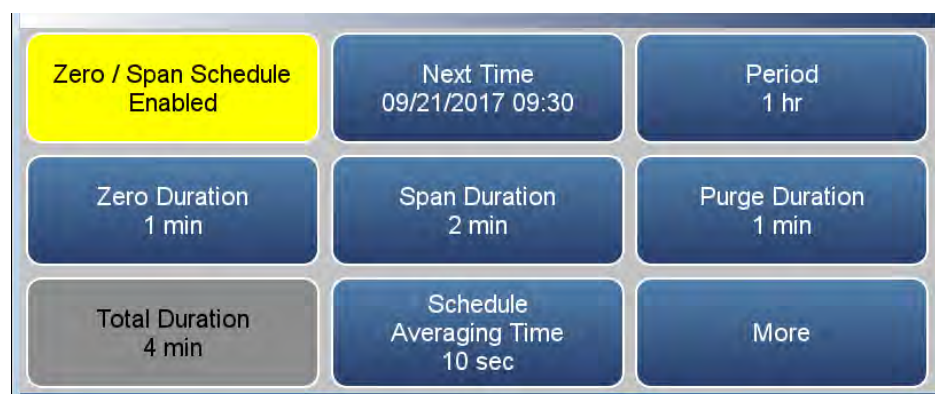 Zero / Span Schedule
Enabled
Next Time
09/21/2017 09:30
Period
1 hr
Zero Duration
1 min
Span Duration
2 min
Purge Duration
1 min
Total Duration
4 min
Schedule
Averaging Time
10 sec
More